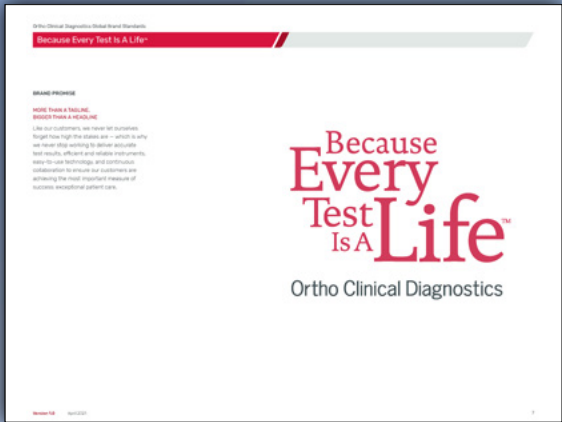 Ortho Clinical Diagnostics Global Brand Standards
Because Every Test Is A Life™
BRAND PROMISE
MORE THAN A TAGLINE.
BIGGER THAN A HEADLINE
Like our customers, we never let ourselves
forget how high the stakes are — which is why
we never stop working to deliver accurate
test results, efficient and reliable instruments,
easy-to-use technology, and continuous
collaboration to ensure our customers are
achieving the most important measure of
success: exceptional patient care.
Because
Every
Test
Is A
Life™
Ortho Clinical Diagnostics
April 2021